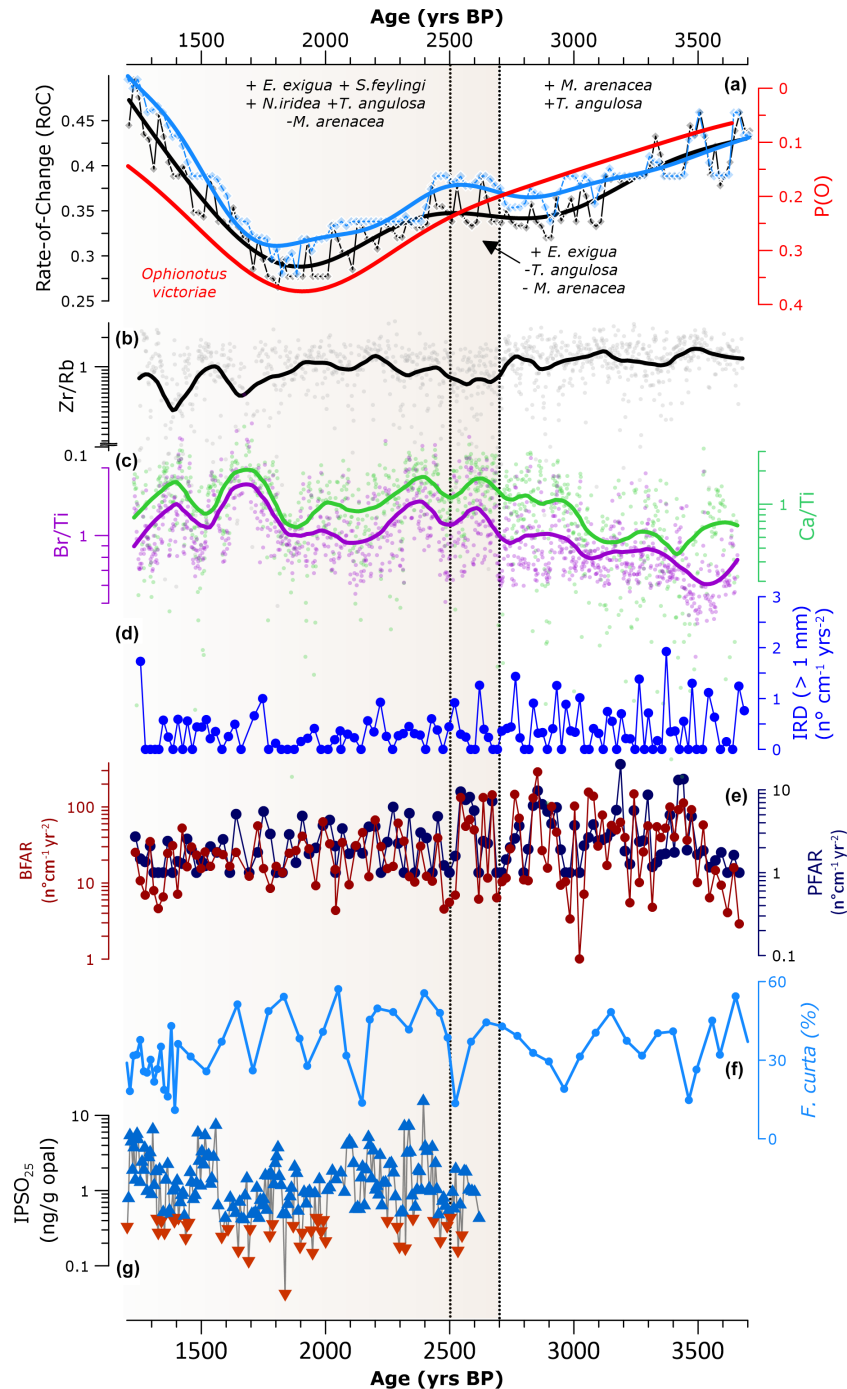 Age (yrs BP)
1500 2000 2500 3000 3500
+ E. exigua + S.feylingi
+ N.iridea +T. angulosa
-M. arenacea
+ M. arenacea
+T. angulosa
(a)
0
0.1
0.2
0.3
0.4
P(O)
0.45
0.4
0.35
0.3
0.25
Rate-of-Change (RoC)
Ophionotus
victoriae
+ E. exigua
-T. angulosa
- M. arenacea
(b)
1
Zr/Rb
0.1
(c)
1
Br/Ti
1
Ca/Ti
(d)
3
2
1
0
IRD (> 1 mm)
(n° cm-1 yrs-2)
100
10
1
BFAR
(n°cm-1yr-2)
(e)
10
1
0.1
PFAR
(n°cm-1yr-2)
60
30
0
F. curta (%)
(f)
10
1
0.1
IPSO25
(ng/g opal)
(g)
1500 2000 2500 3000 3500
Age (yrs BP)